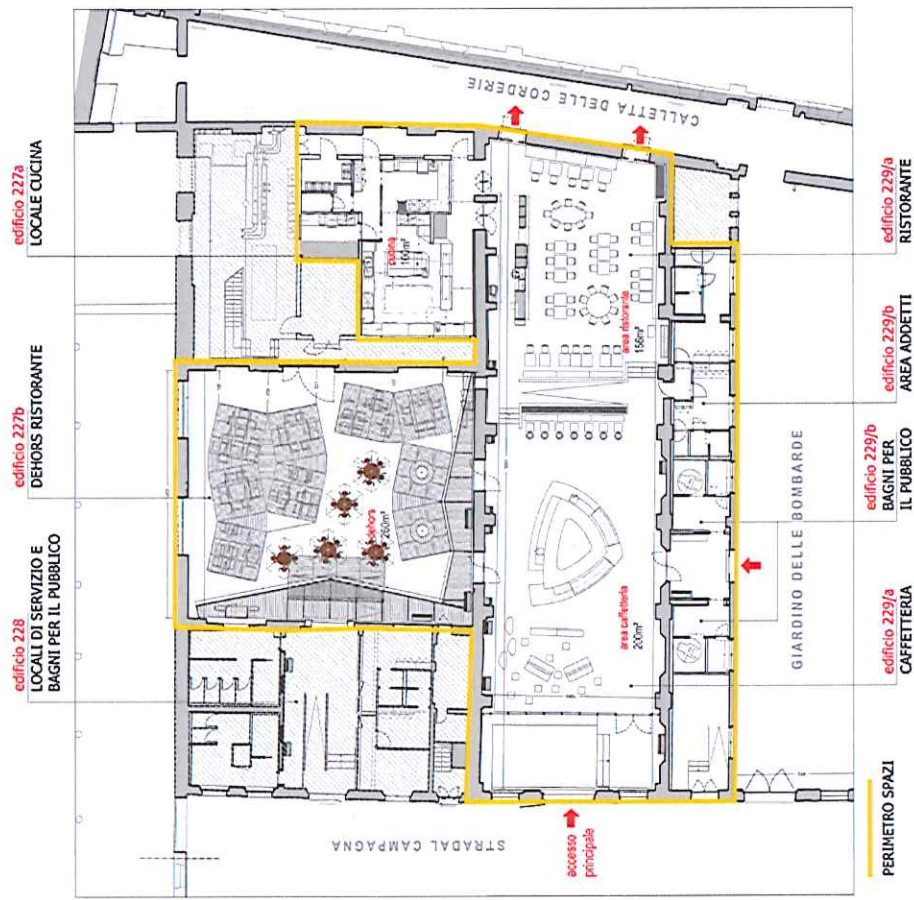 edificio 228
LOCALI DI SERVIZIO E
BAGNI PER IL PUBBLICO
edificio 227b
DEHORS RISTORANTE
edificio 227a
LOCALE CUCINA
dehors
260m²
cucina
100m²
STRADAL CAMPAGNA
CALLETTA DELLE CORDERIE
accesso
principale
area caffetteria
200m²
area ristorante
156m²
GIARDINO DELLE BOMBARDE
PERIMETRO SPAZI
edificio 229/a
CAFFETTERIA
edificio 229/b
BAGNI PER
IL PUBBLICO
edificio 229/b
AREA ADDETTI
edificio 229/a
RISTORANTE